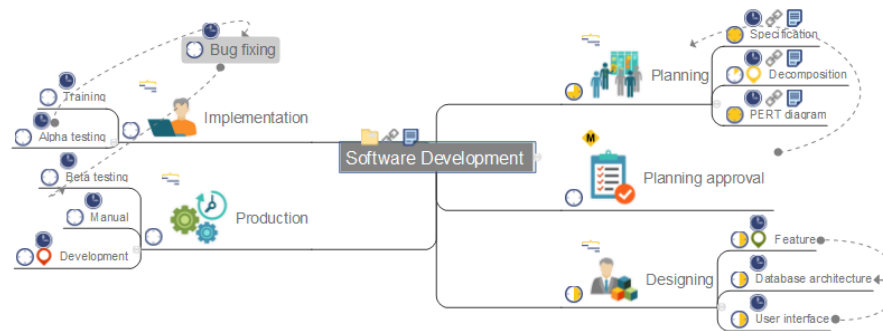 Bug fixing
Training
Implementation
Alpha testing
Beta testing
Manual
Production
Development
Software Development
Specification
Planning
Decomposition
PERT diagram
M
Planning approval
Feature
Designing
Database architecture
User interface